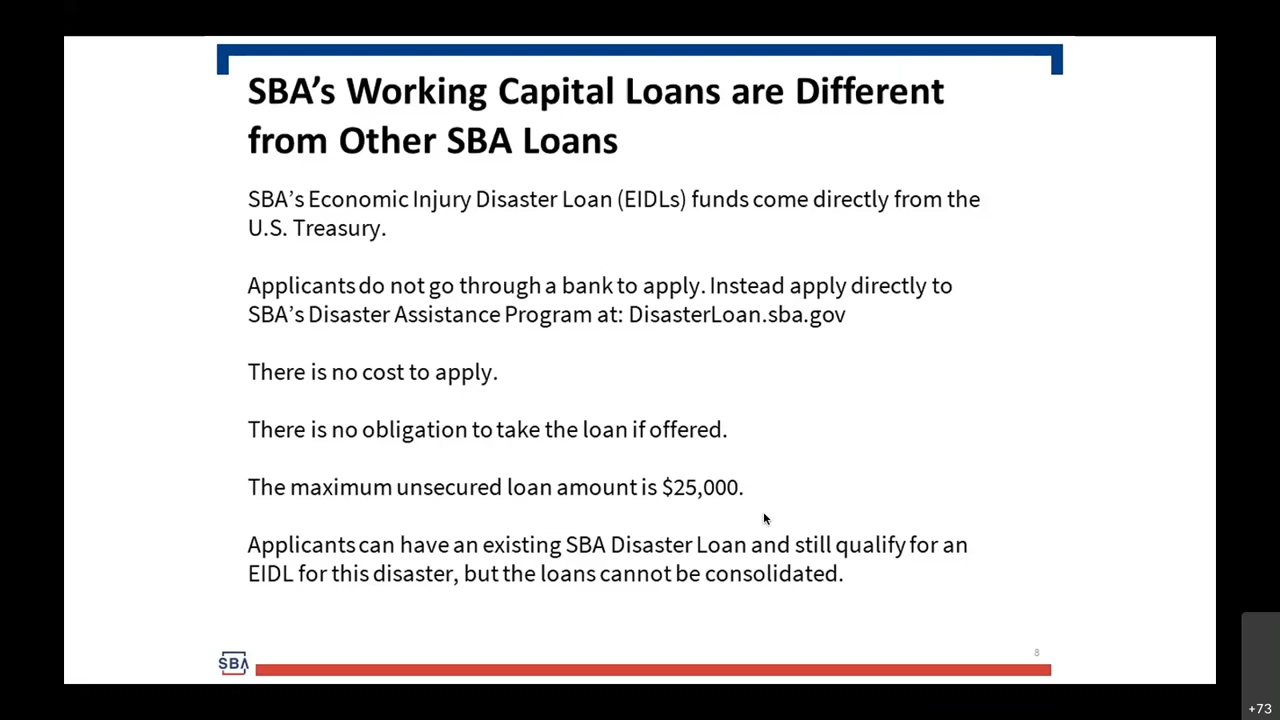 SBA’s Working Capital Loans are Different
from Other SBA Loans
SBA’s Economic Injury Disaster Loan (EIDLs) funds come directly from the
U.S. Treasury.
Applicants do not go through a bank to apply. Instead apply directly to
SBA’s Disaster Assistance Program at: DisasterLoan.sba.gov
There is no cost to apply.
There is no obligation to take the loan if offered.
The maximum unsecured loan amount is $25,000.
Applicants can have an existing SBA Disaster Loan and still qualify for an
EIDL for this disaster, but the loans cannot be consolidated.
8
SBA
+73